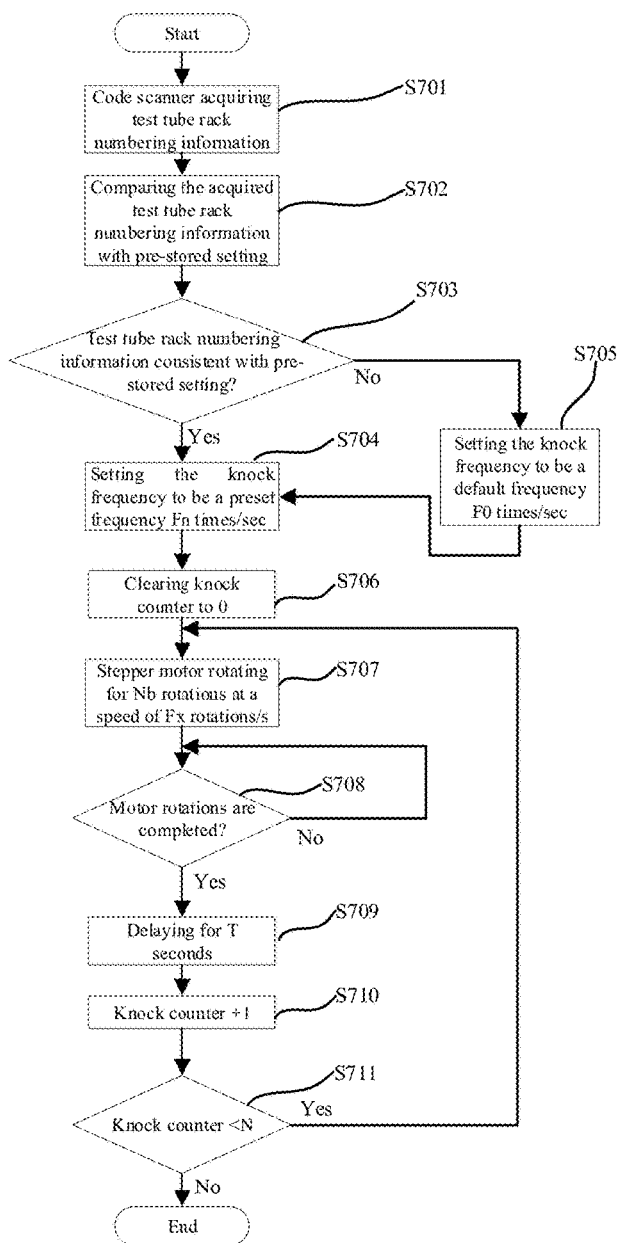 Start
S701
Code scanner acquiring
test tube rack
numbering information
S702
Comparing the acquired
test tube rack
numbering information
with pre-stored setting
S703
Test tube rack numbering
information consistent with pre-
stored setting?
No
Yes
S705
Setting the knock
frequency to be a
default frequency
F0 times/sec
S704
Setting the knock
frequency to be a preset
frequency Fn times/sec
S706
Clearing knock
counter to 0
S707
Stepper motor rotating
for Nb rotations at a
speed of Fx rotations/s
S708
Motor rotations are
completed?
No
Yes
S709
Delaying for T
seconds
S710
Knock counter +1
S711
Knock counter <N
Yes
No
End